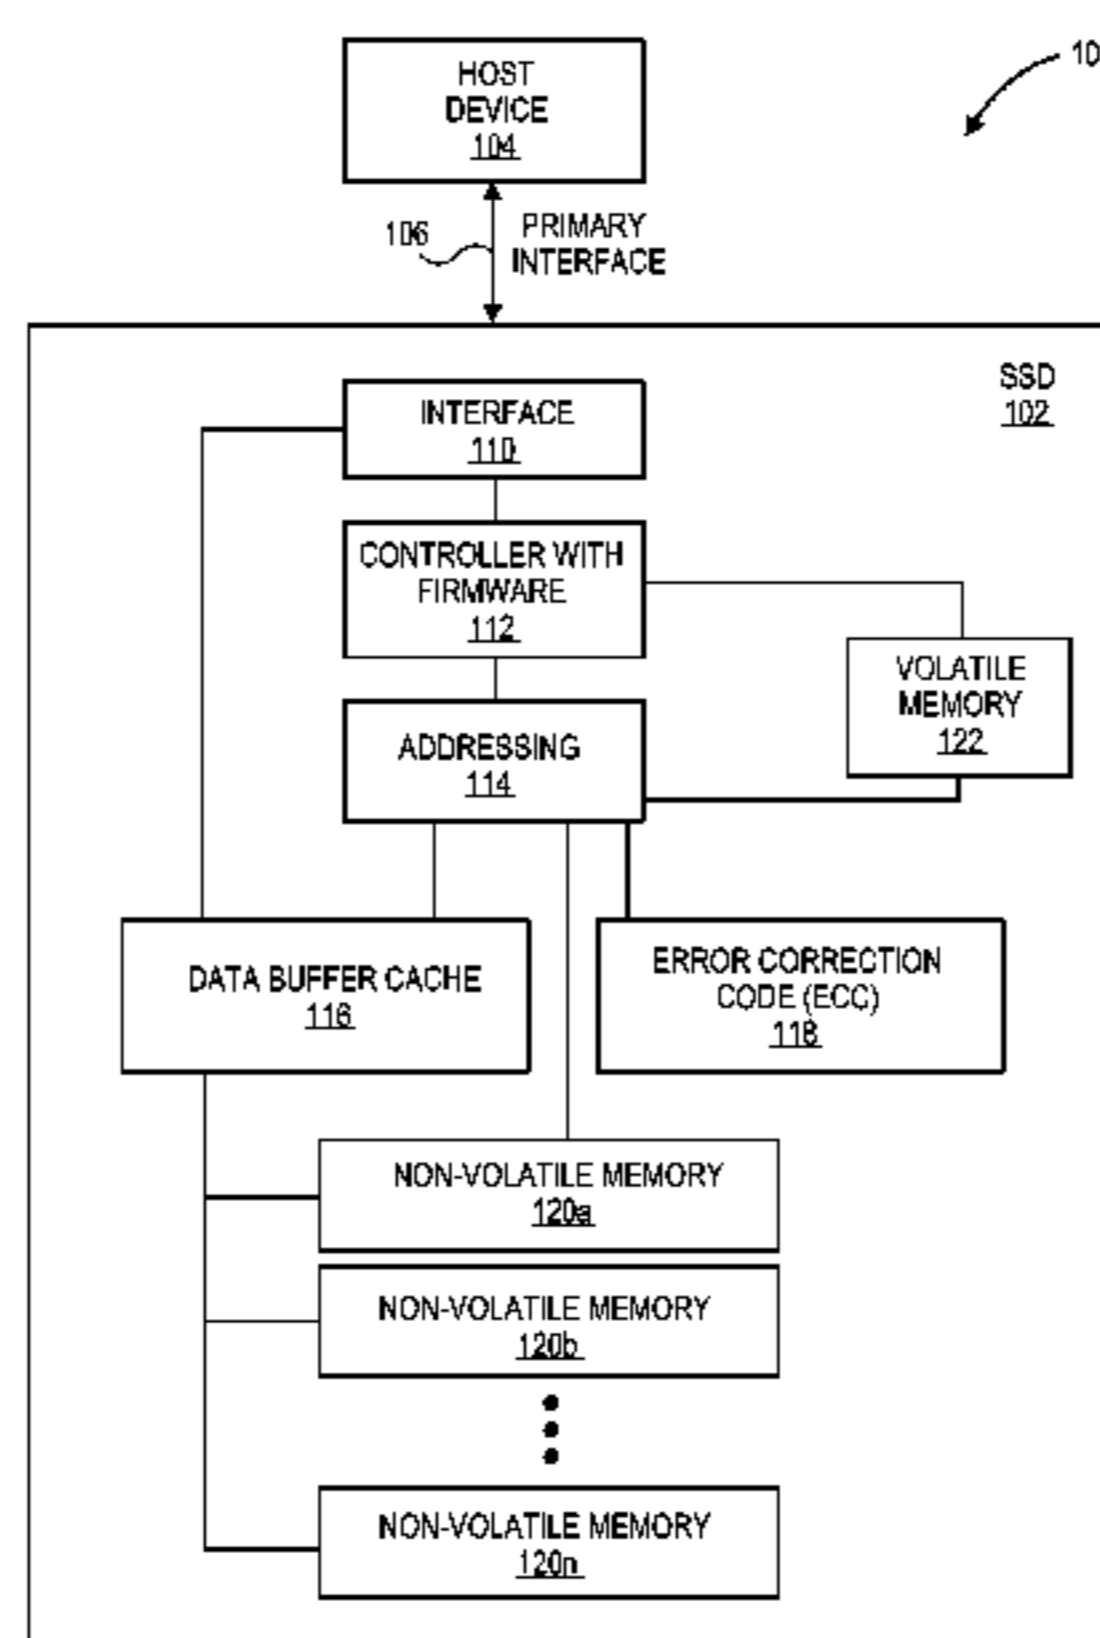 HOST
DEVICE
104
10
106
PRIMARY
INTERFACE
SSD
102
INTERFACE
110
CONTROLLER WITH
FIRMWARE
112
VOLATILE
MEMORY
122
ADDRESSING
114
DATA BUFFER CACHE
116
ERROR CORRECTION
CODE (ECC)
118
NON-VOLATILE MEMORY
120a
NON-VOLATILE MEMORY
120b
NON-VOLATILE MEMORY
120n